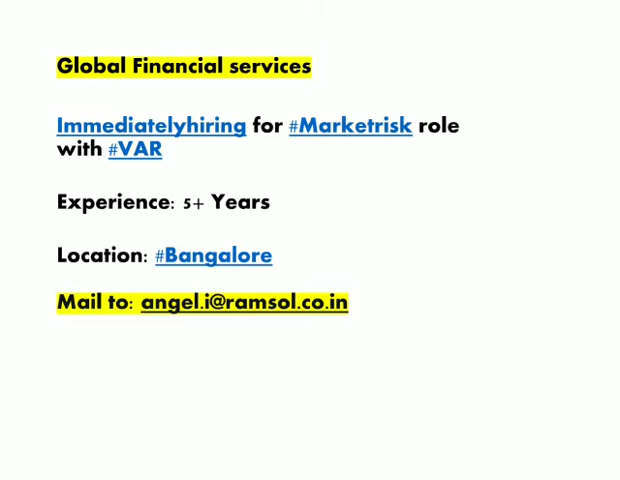 Global Financial services
Immediatelyhiring for #Marketrisk role
with #VAR
Experience: 5+ Years
Location: #Bangalore
Mail to: angel.i@ramsol.co.in